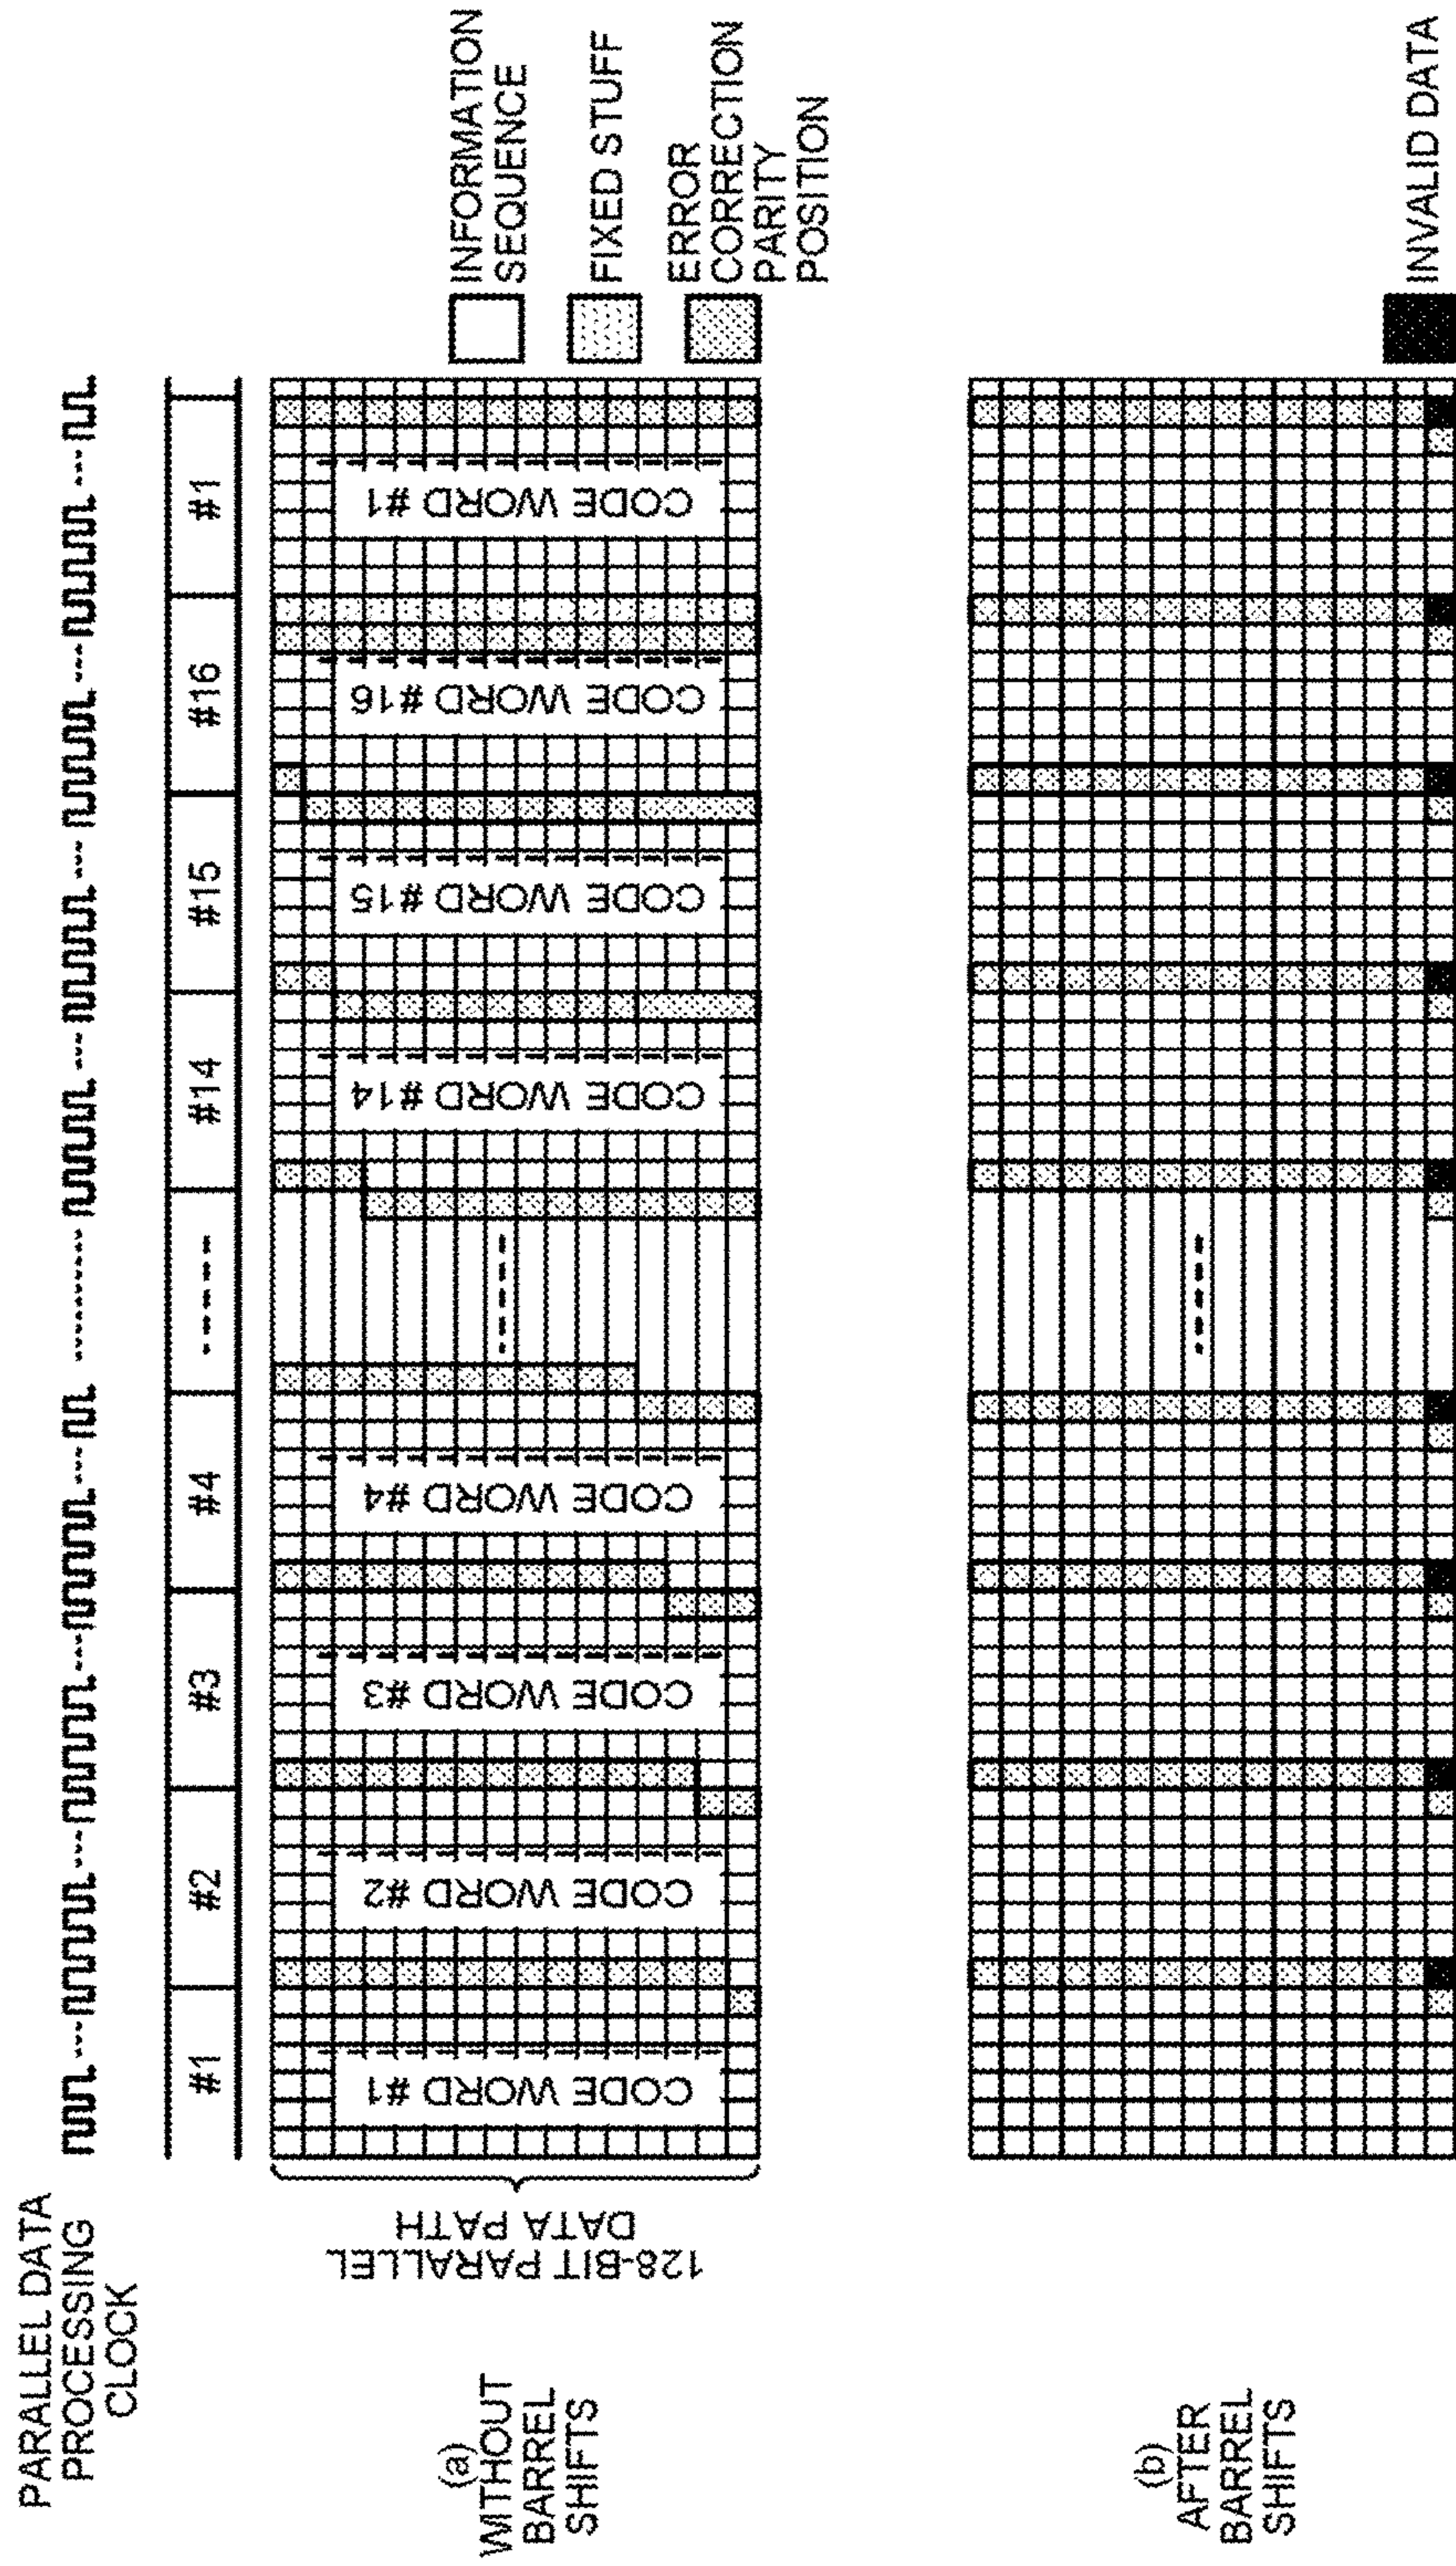 PARALLEL DATA
PROCESSING
CLOCK
#1
#2
#3
#4
#14
#15
#16
#1
(a)
WITHOUT
BARREL
SHIFTS
128-BIT PARALLEL
DATA PATH
CODE WORD #1
CODE WORD #2
CODE WORD #3
CODE WORD #4
CODE WORD #14
CODE WORD #15
CODE WORD #16
CODE WORD #1
INFORMATION
SEQUENCE
FIXED STUFF
ERROR
CORRECTION
PARITY
POSITION
(b)
AFTER
BARREL
SHIFTS
INVALID DATA